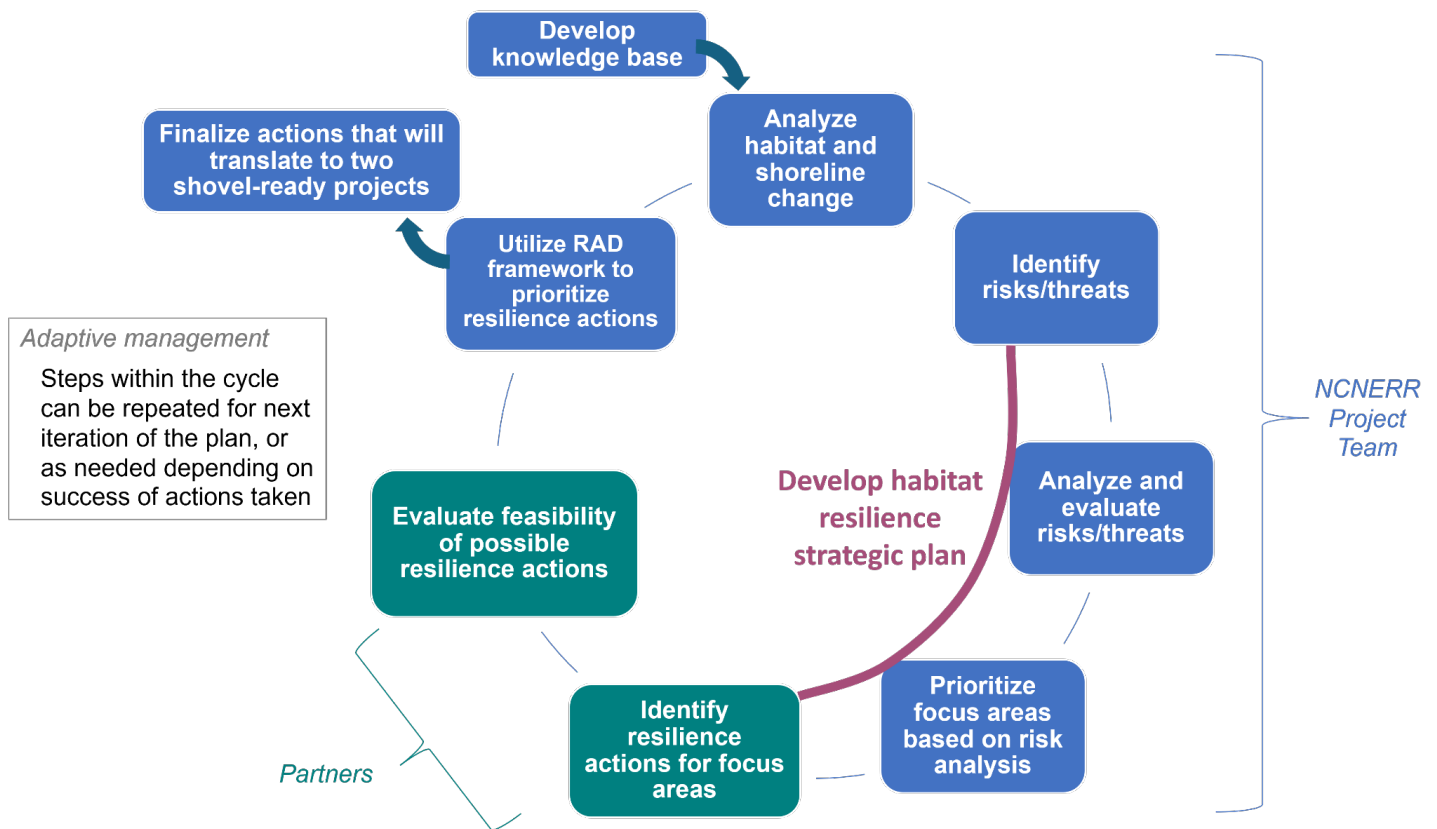 Develop
knowledge base
Analyze
habitat and
shoreline
change
Finalize actions that will
translate to two
shovel-ready projects
Utilize RAD
framework to
prioritize
resilience actions
Identify
risks/threats
Adaptive management
Steps within the cycle
can be repeated for next
iteration of the plan, or
as needed depending on
success of actions taken
NCNERR
Project
Team
Develop habitat
resilience
strategic plan
Analyze and
evaluate
risks/threats
Evaluate feasibility
of possible
resilience actions
Prioritize
focus areas
based on risk
analysis
Identify
resilience
actions for focus
areas
Partners